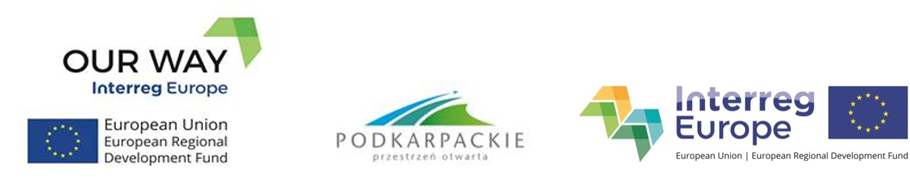 OUR WAY
Interreg Europe
European Union
European Regional
Development Fund
PODKARPACKIE
przestrzeń otwarta
Interreg
Europe
European Union | European Regional Development Fund